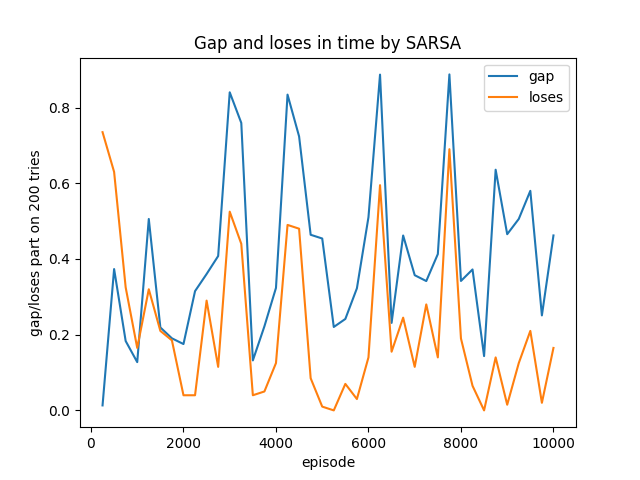 Gap and loses in time by SARSA
gap
loses
gap/loses part on 200 tries
0.8
0.6
0.4
0.2
0.0
0 2000 4000 6000 8000 10000
episode